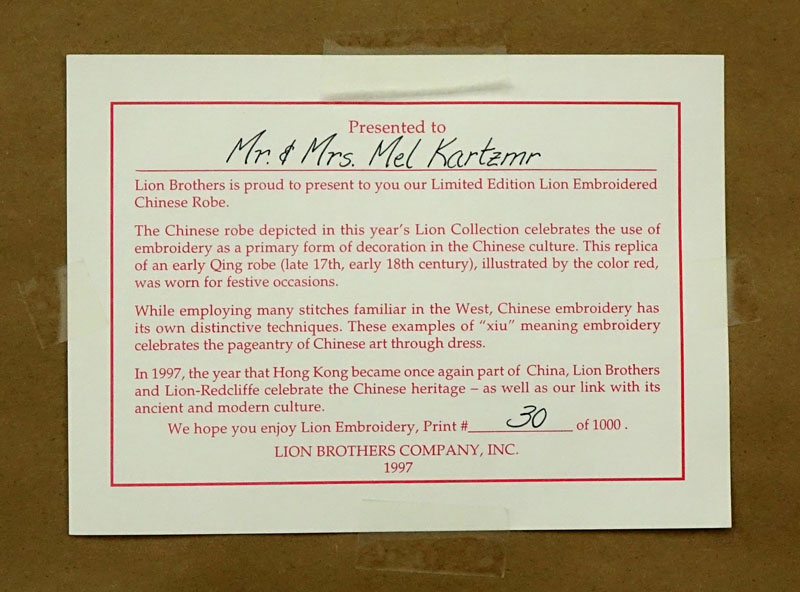 Presented to
Mr. & Mrs. Mel Kartzmr
Lion Brothers is proud to present to you our Limited Edition Lion Embroidered
Chinese Robe.
The Chinese robe depicted in this year's Lion Collection celebrates the use of
embroidery as a primary form of decoration in the Chinese culture. This replica
of an early Qing robe (late 17th, early 18th century), illustrated by the color red,
was worn for festive occasions.
While employing many stitches familiar in the West, Chinese embroidery has
its own distinctive techniques. These examples of "xiu" meaning embroidery
celebrates the pageantry of Chinese art through dress.
In 1997, the year that Hong Kong became once again part of China, Lion Brothers
and Lion-Redcliffe celebrate the Chinese heritage – as well as our link with its
ancient and modern culture.
We hope you enjoy Lion Embroidery, Print # 30 of 1000 .
LION BROTHERS COMPANY, INC.
1997